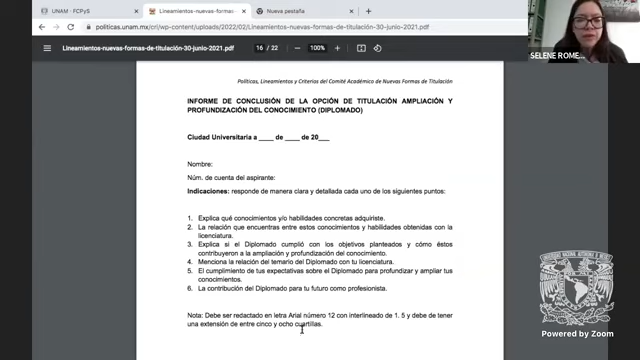 UNAM - FCPyS
Lineamientos-nuevas-formas-d
Nueva pestaña
politicas.unam.mx/cri/wp-content/uploads/2022/02/Lineamientos-nuevas-formas-de-titulación-30-junio-2021.pdf
Lineamientos-nuevas-formas-de-titulación-30-junio-2021.pdf
16 / 22
100%
SELENE ROME...
Políticas, Lineamientos y Criterios del Comité Académico de Nuevas Formas de Titulación
INFORME DE CONCLUSIÓN DE LA OPCIÓN DE TITULACIÓN AMPLIACIÓN Y
PROFUNDIZACIÓN DEL CONOCIMIENTO (DIPLOMADO)
Ciudad Universitaria a ____ de ____ de 20___
Nombre:
Núm. de cuenta del aspirante:
Indicaciones: responde de manera clara y detallada cada uno de los siguientes puntos:
1. Explica qué conocimientos y/o habilidades concretas adquiriste.
2. La relación que encuentras entre estos conocimientos y habilidades obtenidas con la
licenciatura.
3. Explica si el Diplomado cumplió con los objetivos planteados y cómo éstos
contribuyeron a la ampliación y profundización del conocimiento.
4. Menciona la relación del temario del Diplomado con tu licenciatura.
5. El cumplimiento de tus expectativas sobre el Diplomado para profundizar y ampliar tus
conocimientos.
6. La contribución del Diplomado para tu futuro como profesionista.
Nota: Debe ser redactado en letra Arial número 12 con interlineado de 1. 5 y debe de tener
una extensión de entre cinco y ocho cuartillas.
Powered by Zoom